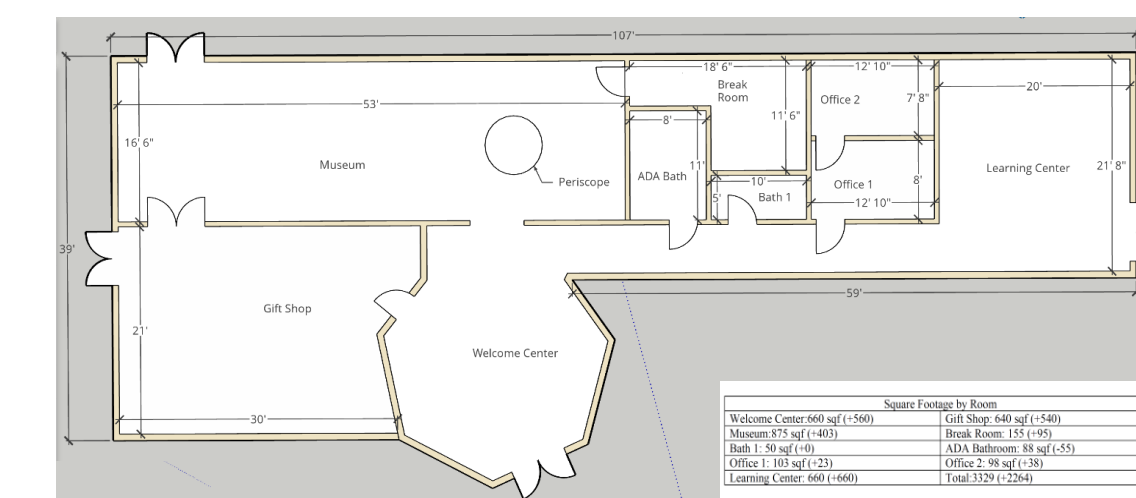 107'
18' 6"
12' 10"
Break
Room
Office 2
7' 8"
20'
53'
8'
11' 6"
16' 6"
Museum
Periscope
ADA Bath
11'
10'
5'
Bath 1
Office 1
8'
12' 10"
Learning Center
21' 8"
39'
59'
Gift Shop
21'
Welcome Center
30'
Square Footage by Room
Welcome Center:660 sqf (+560) Gift Shop: 640 sqf (+540)
Museum:875 sqf (+403) Break Room: 155 (+95)
Bath 1: 50 sqf (+0) ADA Bathroom: 88 sqf (-55)
Office 1: 103 sqf (+23) Office 2: 98 sqf (+38)
Learning Center: 660 (+660) Total:3329 (+2264)